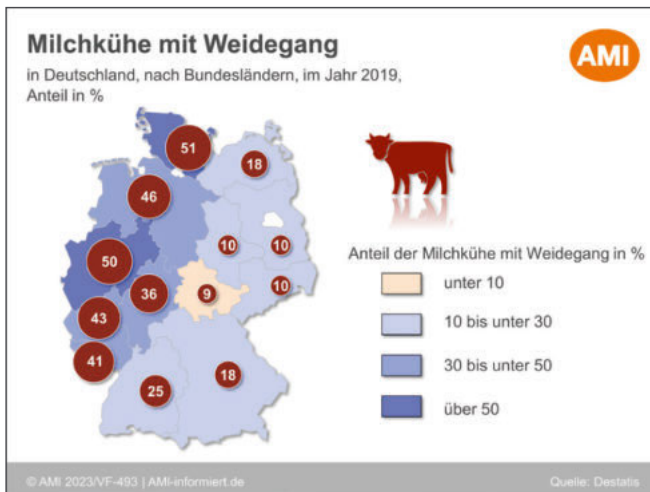 Milchkühe mit Weidegang
in Deutschland, nach Bundesländern, im Jahr 2019,
Anteil in %
AMI
51
18
46
10
10
50
36
9
10
43
41
25
18
Anteil der Milchkühe mit Weidegang in %
unter 10
10 bis unter 30
30 bis unter 50
über 50
© AMI 2023/VF-493 | AMI-informiert.de
Quelle: Destatis